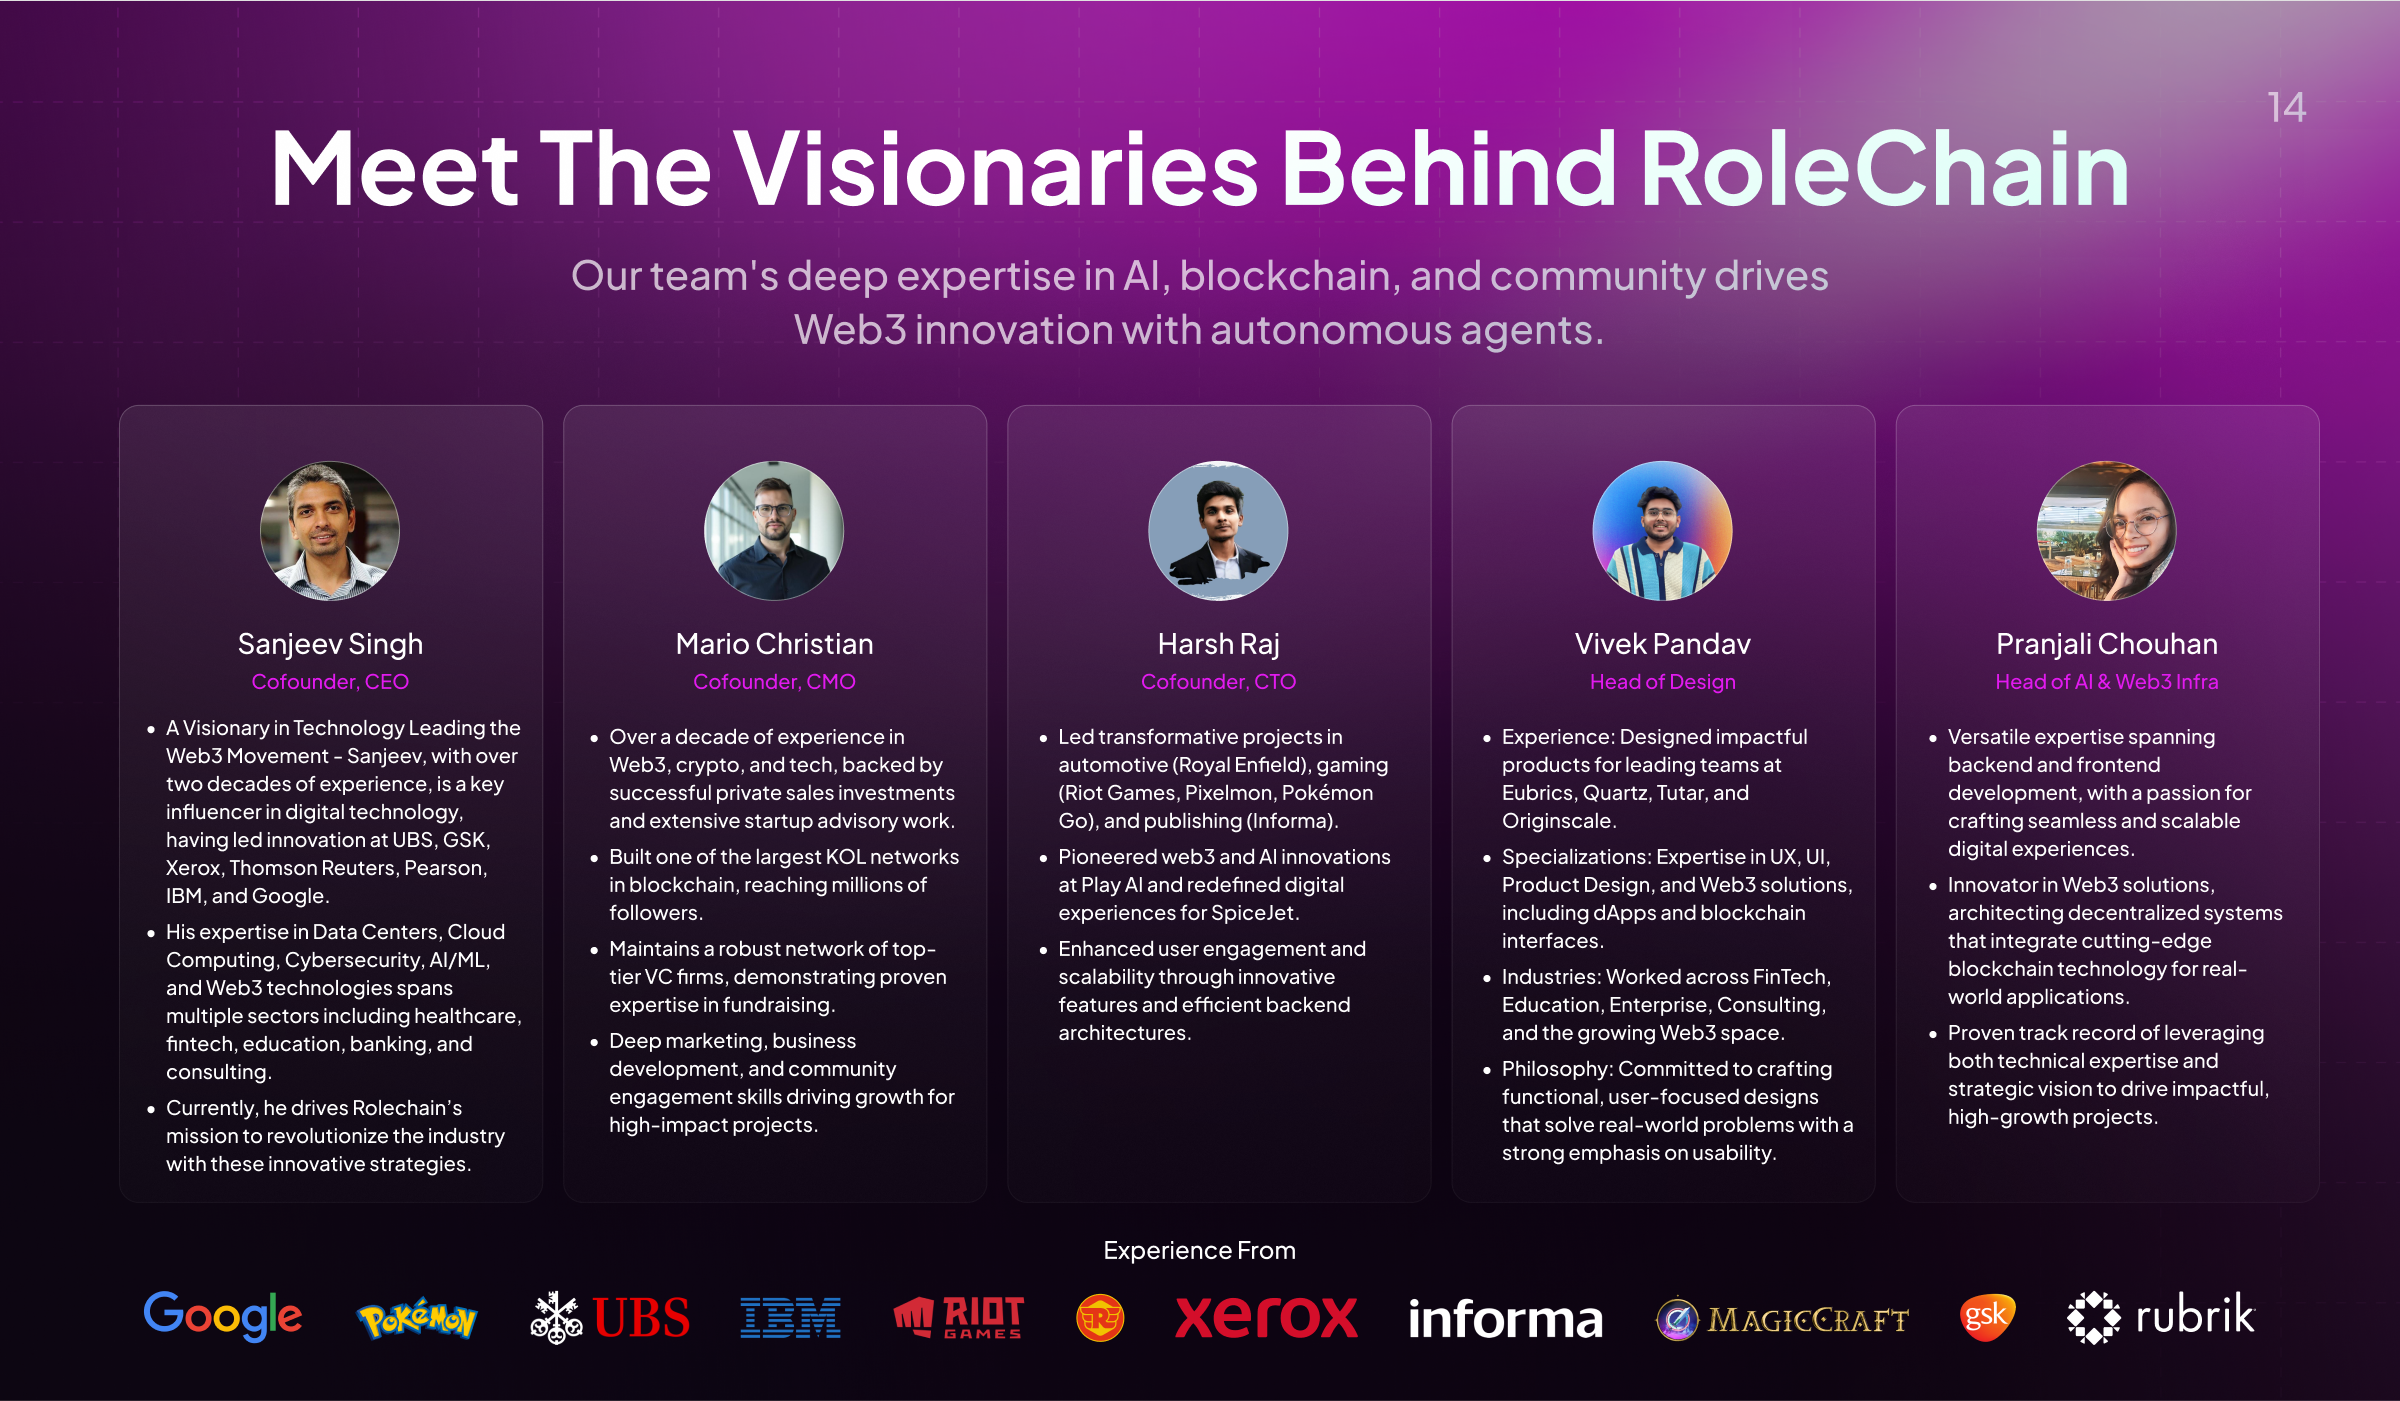 14
Meet The Visionaries Behind RoleChain
Our team's deep expertise in AI, blockchain, and community drives
Web3 innovation with autonomous agents.
Sanjeev Singh
Cofounder, CEO
• A Visionary in Technology Leading the
Web3 Movement - Sanjeev, with over
two decades of experience, is a key
influencer in digital technology,
having led innovation at UBS, GSK,
Xerox, Thomson Reuters, Pearson,
IBM, and Google.
• His expertise in Data Centers, Cloud
Computing, Cybersecurity, AI/ML,
and Web3 technologies spans
multiple sectors including healthcare,
fintech, education, banking, and
consulting.
• Currently, he drives Rolechain’s
mission to revolutionize the industry
with these innovative strategies.
Mario Christian
Cofounder, CMO
• Over a decade of experience in
Web3, crypto, and tech, backed by
successful private sales investments
and extensive startup advisory work.
• Built one of the largest KOL networks
in blockchain, reaching millions of
followers.
• Maintains a robust network of top-
tier VC firms, demonstrating proven
expertise in fundraising.
• Deep marketing, business
development, and community
engagement skills driving growth for
high-impact projects.
Harsh Raj
Cofounder, CTO
• Led transformative projects in
automotive (Royal Enfield), gaming
(Riot Games, Pixelmon, Pokémon
Go), and publishing (Informa).
• Pioneered web3 and AI innovations
at Play AI and redefined digital
experiences for SpiceJet.
• Enhanced user engagement and
scalability through innovative
features and efficient backend
architectures.
Vivek Pandav
Head of Design
• Experience: Designed impactful
products for leading teams at
Eubrics, Quartz, Tutar, and
Originscale.
• Specializations: Expertise in UX, UI,
Product Design, and Web3 solutions,
including dApps and blockchain
interfaces.
• Industries: Worked across FinTech,
Education, Enterprise, Consulting,
and the growing Web3 space.
• Philosophy: Committed to crafting
functional, user-focused designs
that solve real-world problems with a
strong emphasis on usability.
Pranjali Chouhan
Head of AI & Web3 Infra
• Versatile expertise spanning
backend and frontend
development, with a passion for
crafting seamless and scalable
digital experiences.
• Innovator in Web3 solutions,
architecting decentralized systems
that integrate cutting-edge
blockchain technology for real-
world applications.
• Proven track record of leveraging
both technical expertise and
strategic vision to drive impactful,
high-growth projects.
Experience From
Google POKéMON UBS IBM RIOT GAMES R xerox informa MAGICCRAFT gsk rubrik